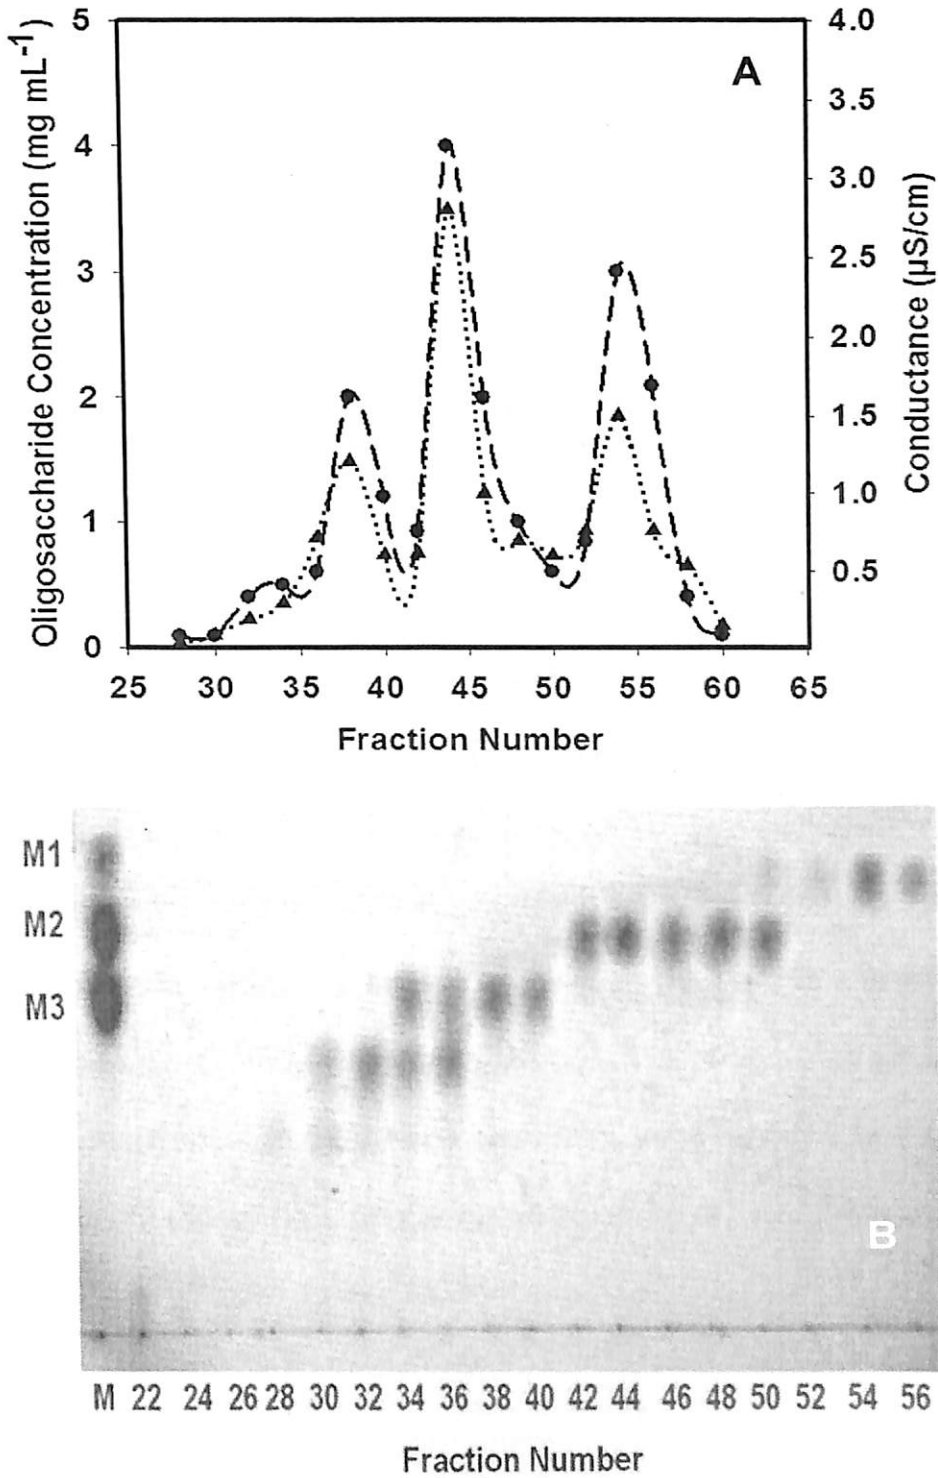 A
Oligosaccharide Concentration (mg mL⁻¹)
5
4
3
2
1
0
4.0
3.5
3.0
2.5
2.0
1.5
1.0
0.5
Conductance (µS/cm)
25 30 35 40 45 50 55 60 65
Fraction Number
M1
M2
M3
B
M 22 24 26 28 30 32 34 36 38 40 42 44 46 48 50 52 54 56
Fraction Number